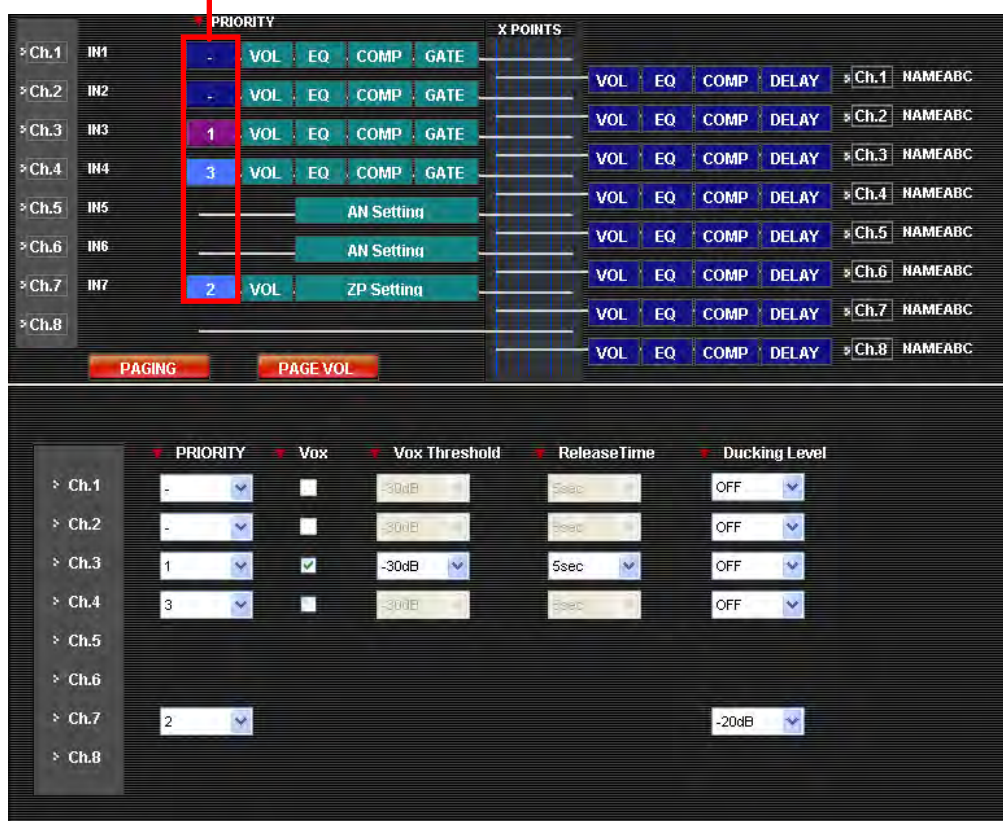 PRIORITY X POINTS
Ch.1 IN1 - VOL EQ COMP GATE
VOL EQ COMP DELAY Ch.1 NAMEABC
Ch.2 IN2 - VOL EQ COMP GATE
VOL EQ COMP DELAY Ch.2 NAMEABC
Ch.3 IN3 1 VOL EQ COMP GATE
VOL EQ COMP DELAY Ch.3 NAMEABC
Ch.4 IN4 3 VOL EQ COMP GATE
VOL EQ COMP DELAY Ch.4 NAMEABC
Ch.5 IN5 AN Setting
VOL EQ COMP DELAY Ch.5 NAMEABC
Ch.6 IN6 AN Setting
VOL EQ COMP DELAY Ch.6 NAMEABC
Ch.7 IN7 2 VOL ZP Setting
VOL EQ COMP DELAY Ch.7 NAMEABC
Ch.8
VOL EQ COMP DELAY Ch.8 NAMEABC
PAGING PAGE VOL
PRIORITY Vox Vox Threshold ReleaseTime Ducking Level
Ch.1 - -30dB 5sec OFF
Ch.2 - -30dB 5sec OFF
Ch.3 1 -30dB 5sec OFF
Ch.4 3 -30dB 5sec OFF
Ch.5
Ch.6
Ch.7 2 -20dB
Ch.8